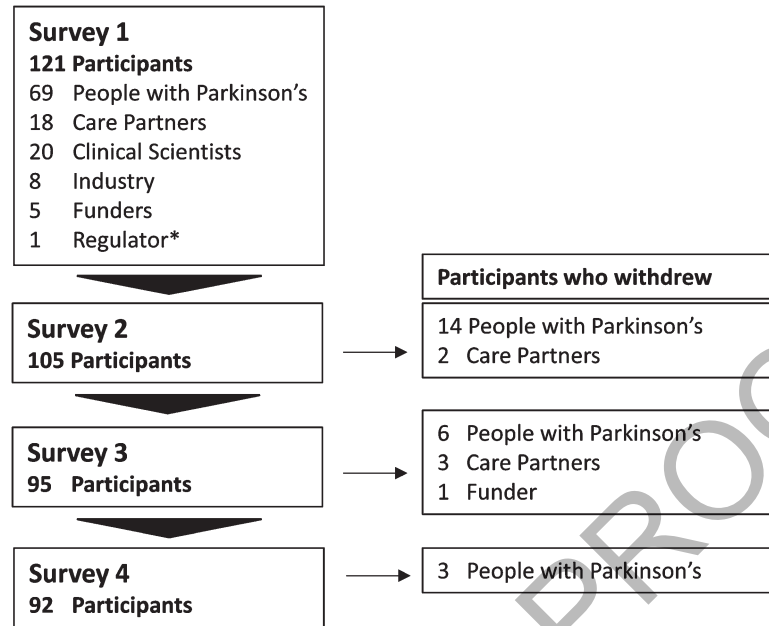 Survey 1
121 Participants
69 People with Parkinson's
18 Care Partners
20 Clinical Scientists
8 Industry
5 Funders
1 Regulator*
Participants who withdrew
Survey 2
105 Participants
14 People with Parkinson's
2 Care Partners
Survey 3
95 Participants
6 People with Parkinson's
3 Care Partners
1 Funder
Survey 4
92 Participants
3 People with Parkinson's
PROO